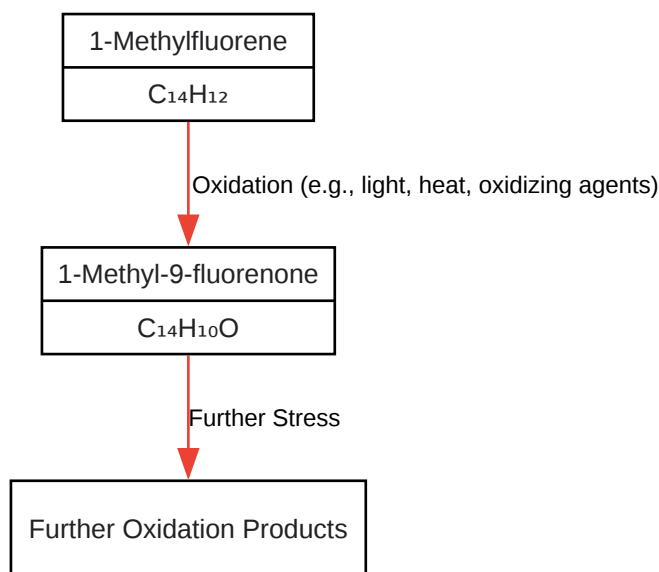 1-Methylfluorene
C₁₄H₁₂
Oxidation (e.g., light, heat, oxidizing agents)
1-Methyl-9-fluorenone
C₁₄H₁₀O
Further Stress
Further Oxidation Products